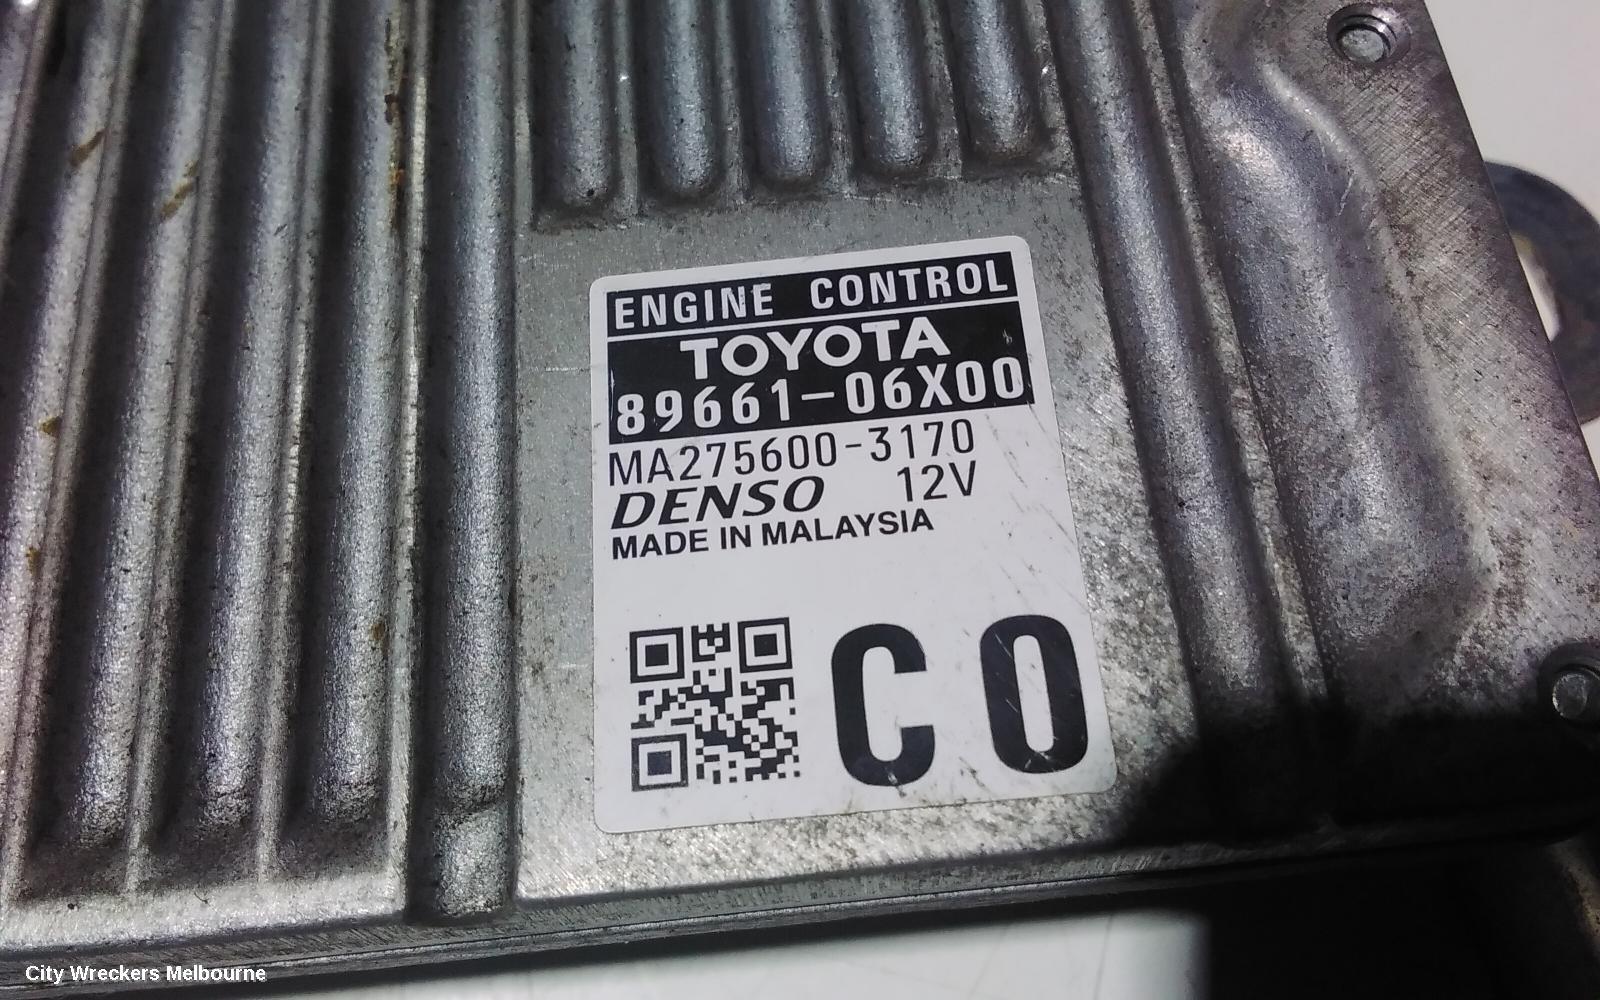 ENGINE CONTROL
TOYOTA
89661-06X00
MA275600-3170
DENSO 12V
MADE IN MALAYSIA
C0
City Wreckers Melbourne